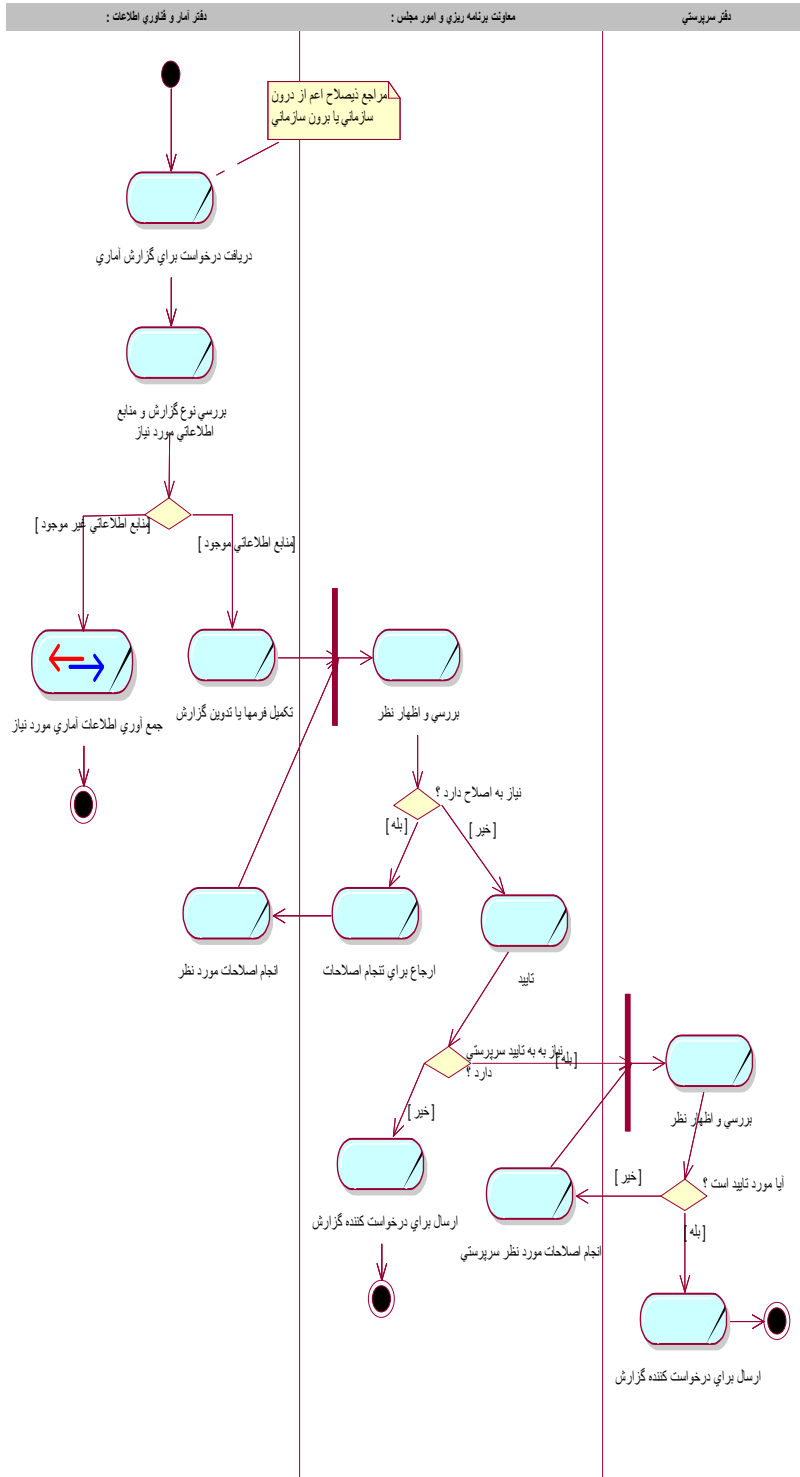 دفتر سرپرستي
معاونت برنامه ريزي و امور مجلس :
دفتر آمار و فناوري اطلاعات :
مراجع ذيصلاح اعم از درون
سازماني يا برون سازماني
دريافت درخواست براي گزارش آماري
بررسي نوع گزارش و منابع
اطلاعاتي مورد نياز
[منابع اطلاعاتي غير موجود ]
[منابع اطلاعاتي موجود ]
جمع آوري اطلاعات آماري مورد نياز
تكميل فرمها يا تدوين گزارش
بررسي و اظهار نظر
نياز به اصلاح دارد ؟
[بله ]
[خير ]
انجام اصلاحات مورد نظر
ارجاع براي تنجام اصلاحات
تاييد
نياز به به تاييد سرپرستي
دارد ؟
[بله ]
[خير ]
بررسي و اظهار نظر
آيا مورد تاييد است ؟
[خير ]
[بله ]
ارسال براي درخواست كننده گزارش
انجام اصلاحات مورد نظر سرپرستي
ارسال براي درخواست كننده گزارش